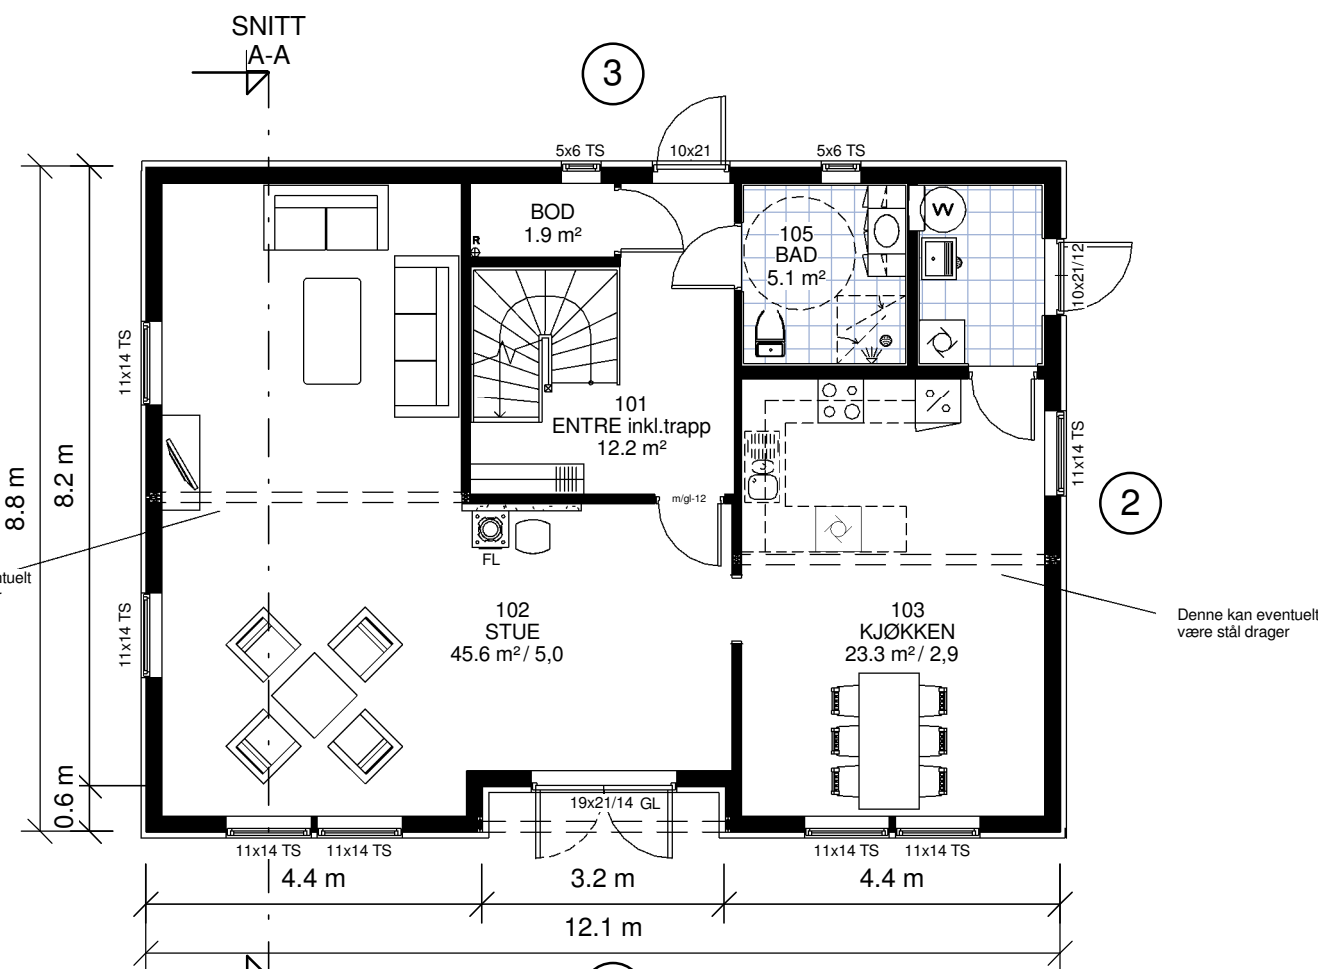 SNITT
A-A
3
5x6 TS
10x21
5x6 TS
BOD
1.9 m²
R
105
BAD
5.1 m²
W
10x21/12
11x14 TS
101
ENTRE inkl.trapp
12.2 m²
11x14 TS
8.8 m
8.2 m
m/gl-12
2
FL
11x14 TS
102
STUE
45.6 m² / 5,0
103
KJØKKEN
23.3 m² / 2,9
Denne kan eventuelt
være stål drager
0.6 m
19x21/14 GL
11x14 TS
11x14 TS
11x14 TS
11x14 TS
4.4 m
3.2 m
4.4 m
12.1 m